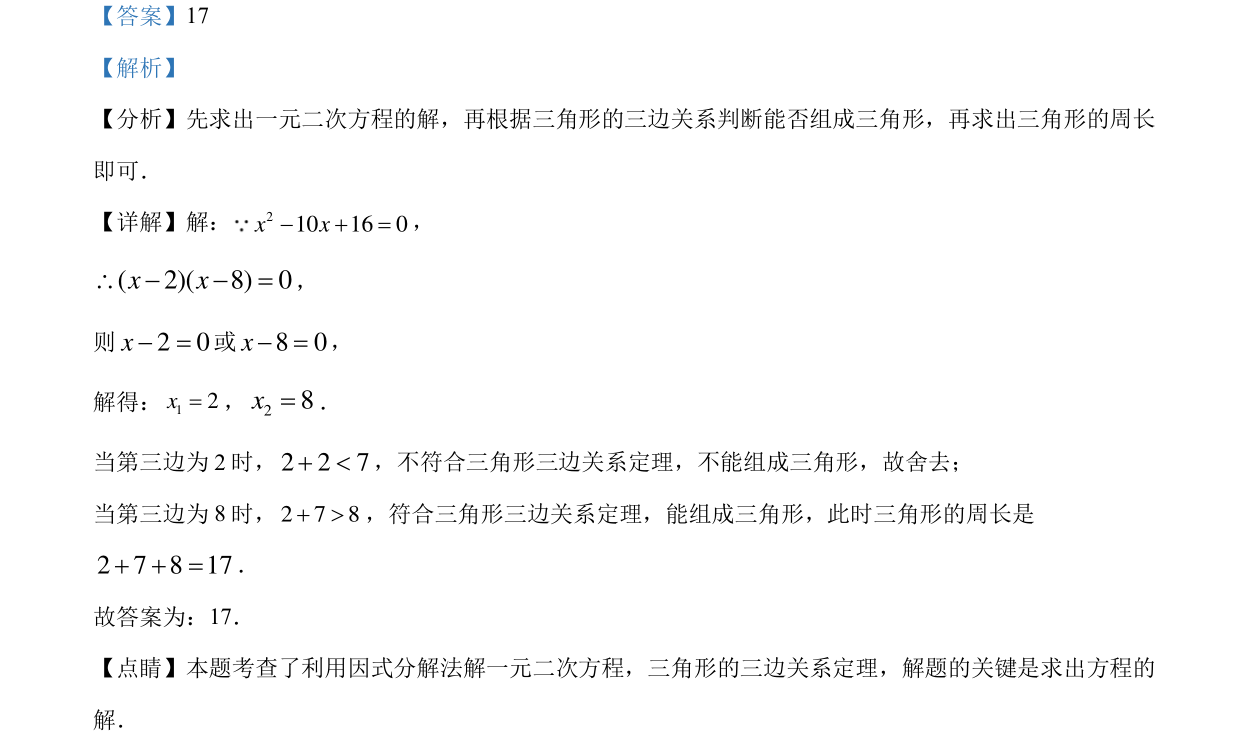 【答案】17
【解析】
【分析】先求出一元二次方程的解，再根据三角形的三边关系判断能否组成三角形，再求出三角形的周长
即可．
【详解】解：∵x²－10x+16＝0，
∴(x－2)(x－8)＝0，
则x－2＝0或x－8＝0，
解得：x₁＝2，x₂＝8．
当第三边为2时，2+2<7，不符合三角形三边关系定理，不能组成三角形，故舍去；
当第三边为8时，2+7>8，符合三角形三边关系定理，能组成三角形，此时三角形的周长是
2+7+8＝17．
故答案为：17．
【点睛】本题考查了利用因式分解法解一元二次方程，三角形的三边关系定理，解题的关键是求出方程的
解．